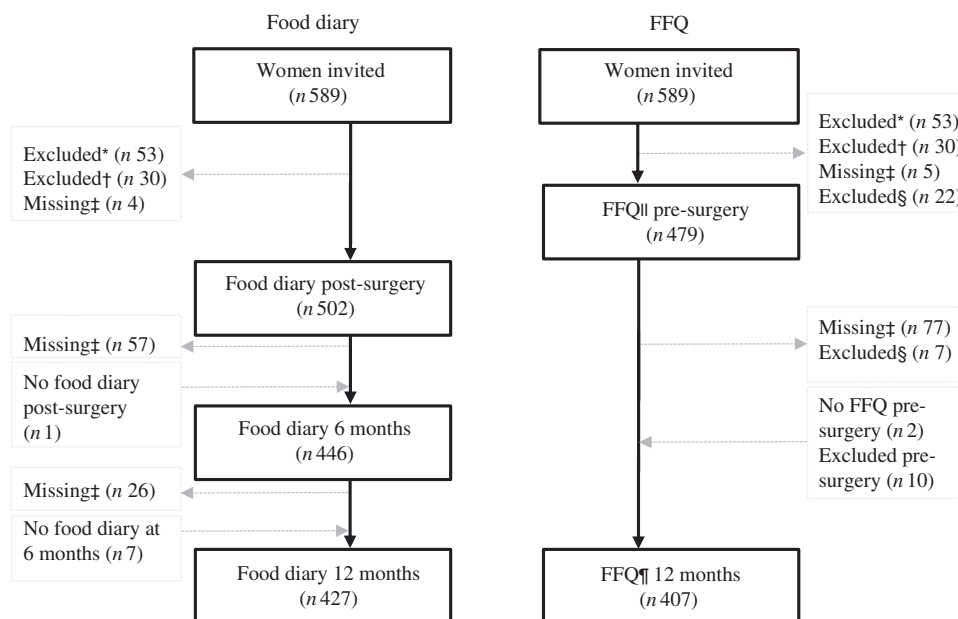 Food diary
Women invited
(n 589)
Excluded* (n 53)
Excluded† (n 30)
Missing‡ (n 4)
Food diary post-surgery
(n 502)
Missing‡ (n 57)
No food diary
post-surgery
(n 1)
Food diary 6 months
(n 446)
Missing‡ (n 26)
No food diary at
6 months (n 7)
Food diary 12 months
(n 427)
FFQ
Women invited
(n 589)
Excluded* (n 53)
Excluded† (n 30)
Missing‡ (n 5)
Excluded§ (n 22)
FFQ|| pre-surgery
(n 479)
Missing‡ (n 77)
Excluded§ (n 7)
No FFQ pre-
surgery (n 2)
Excluded pre-
surgery (n 10)
FFQ¶ 12 months
(n 407)